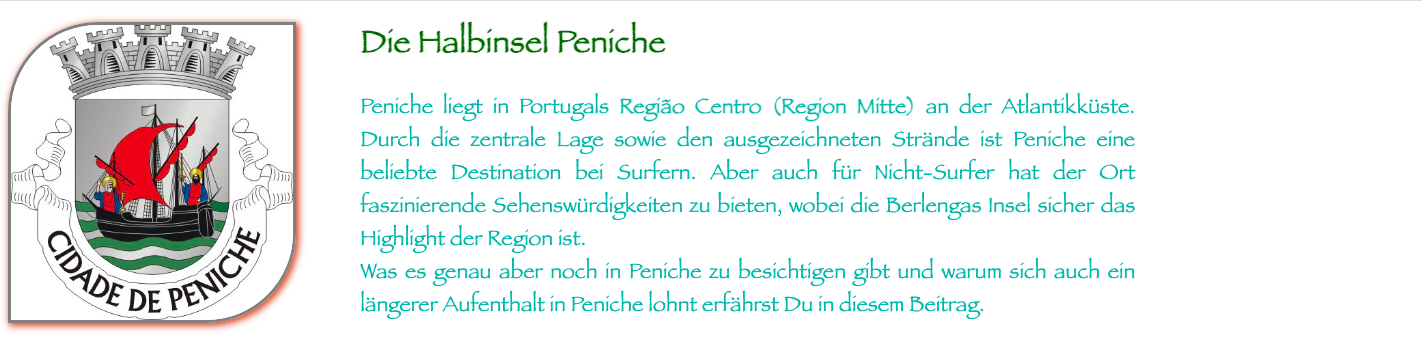 CIDADE DE PENICHE
Die Halbinsel Peniche
Peniche liegt in Portugals Região Centro (Region Mitte) an der Atlantikküste.
Durch die zentrale Lage sowie den ausgezeichneten Strände ist Peniche eine
beliebte Destination bei Surfern. Aber auch für Nicht-Surfer hat der Ort
faszinierende Sehenswürdigkeiten zu bieten, wobei die Berlengas Insel sicher das
Highlight der Region ist.
Was es genau aber noch in Peniche zu besichtigen gibt und warum sich auch ein
längerer Aufenthalt in Peniche lohnt erfährst Du in diesem Beitrag.